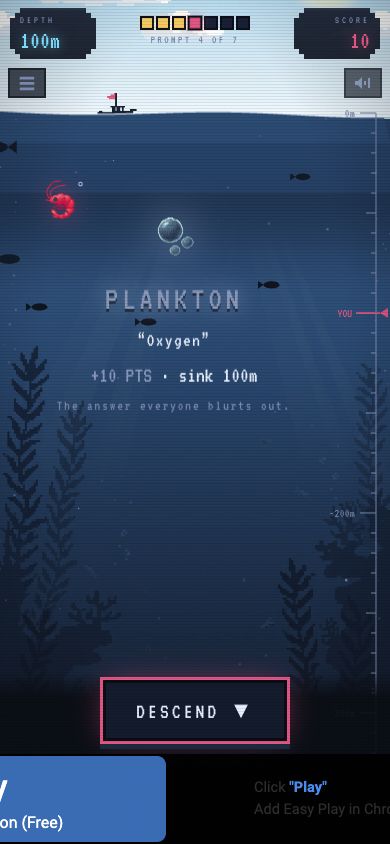 DEPTH
100m
PROMPT 4 OF 7
SCORE
10
0m
PLANKTON
YOU
“Oxygen”
+10 PTS · sink 100m
The answer everyone blurts out.
-200m
DESCEND ▼
Click "Play"
on (Free)
Add Easy Play in Chro